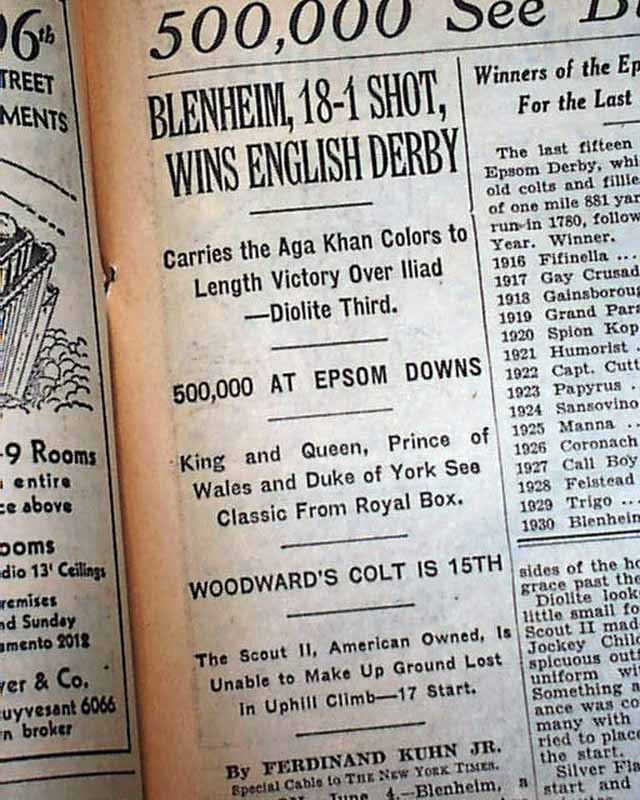 500,000 See
BLENHEIM, 18-1 SHOT,
WINS ENGLISH DERBY
Carries the Aga Khan Colors to
Length Victory Over Iliad
—Diolite Third.
500,000 AT EPSOM DOWNS
King and Queen, Prince of
Wales and Duke of York See
Classic From Royal Box.
WOODWARD'S COLT IS 15TH
The Scout II, American Owned, Is
Unable to Make Up Ground Lost
in Uphill Climb—17 Start.
By FERDINAND KUHN JR.
Special Cable to THE NEW YORK TIMES.
June 4.—Blenheim, a
Winners of the Ep
For the Last
The last fifteen
Epsom Derby, whi
old colts and fillie
of one mile 881 yar
run in 1780, follow
Year. Winner.
1916 Fifinella ...
1917 Gay Crusad
1918 Gainsborou
1919 Grand Par
1920 Spion Kop
1921 Humorist .
1922 Capt. Cutt
1923 Papyrus .
1924 Sansovino
1925 Manna ..
1926 Coronach
1927 Call Boy
1928 Felstead
1929 Trigo ...
1930 Blenheim
sides of the ho
grace past the
Diolite look
little small fo
Scout II mad
Jockey Chil
spicuous outf
uniform wi
Something
ance was co
many with
ried to place
the start.
Silver Fla
start and
6th
TREET
MENTS
-9 Rooms
entire
ce above
ooms
dio 13' Ceilings
remises
nd Sunday
amento 2012
yer & Co.
uyvesant 6066
n broker